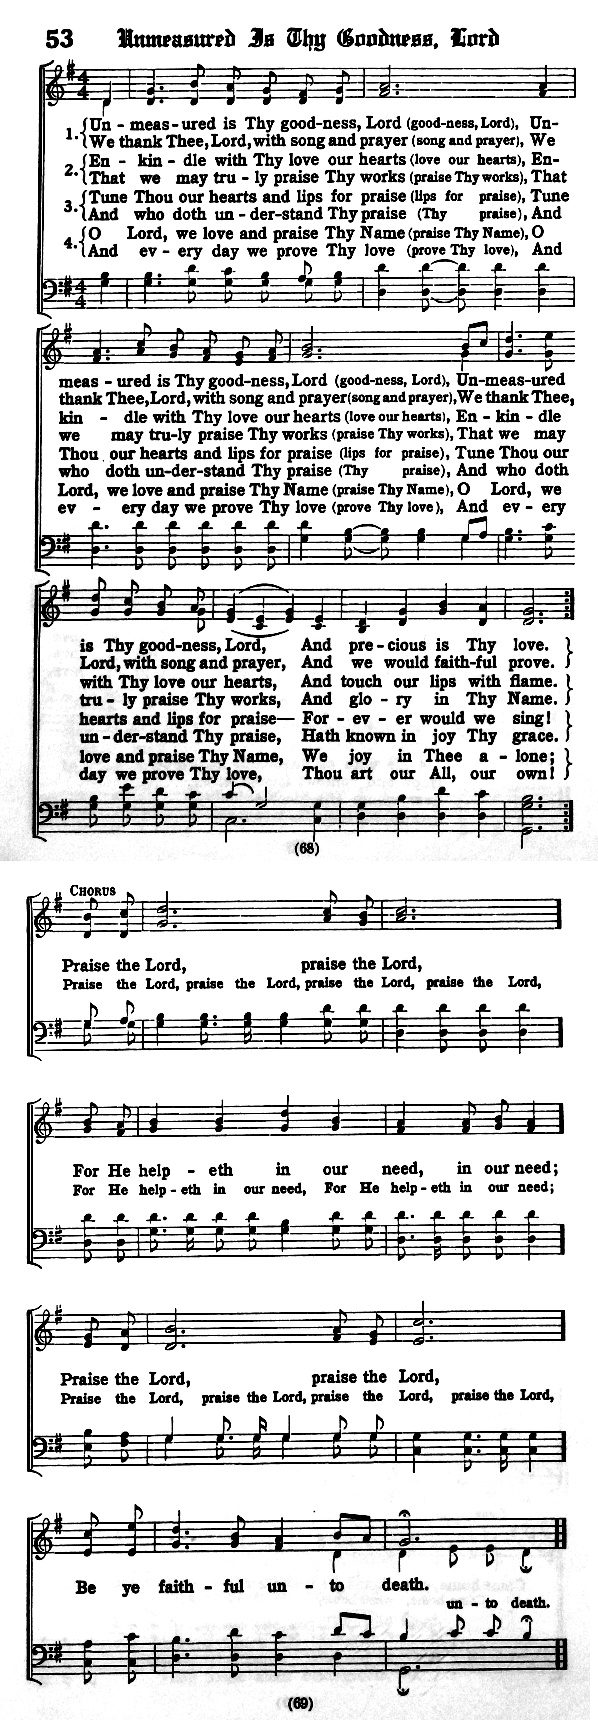 53 Unmeasured Is Thy Goodness, Lord
4 4
1. {Un - meas - ured is Thy good-ness, Lord (good-ness, Lord), Un-
We thank Thee, Lord, with song and prayer (song and prayer), We
2. {En - kin - dle with Thy love our hearts (love our hearts), En-
That we may tru - ly praise Thy works (praise Thy works), That
3. {Tune Thou our hearts and lips for praise (lips for praise), Tune
And who doth un - der-stand Thy praise (Thy praise), And
4. {O Lord, we love and praise Thy Name (praise Thy Name), O
And ev - ery day we prove Thy love (prove Thy love), And
4 4
meas - ured is Thy good-ness, Lord (good-ness, Lord), Un-meas-ured
thank Thee, Lord, with song and prayer (song and prayer), We thank Thee,
kin - dle with Thy love our hearts (love our hearts), En - kin - dle
we may tru-ly praise Thy works (praise Thy works), That we may
Thou our hearts and lips for praise (lips for praise), Tune Thou our
who doth un-der-stand Thy praise (Thy praise), And who doth
Lord, we love and praise Thy Name (praise Thy Name), O Lord, we
ev - ery day we prove Thy love (prove Thy love), And ev - ery
is Thy good-ness, Lord, And pre - cious is Thy love. }
Lord, with song and prayer, And we would faith-ful prove.
with Thy love our hearts, And touch our lips with flame. }
tru - ly praise Thy works, And glo - ry in Thy Name.
hearts and lips for praise— For - ev - er would we sing! }
un - der-stand Thy praise, Hath known in joy Thy grace.
love and praise Thy Name, We joy in Thee a - lone; }
day we prove Thy love, Thou art our All, our own!
(68)
CHORUS
Praise the Lord, praise the Lord,
Praise the Lord, praise the Lord, praise the Lord, praise the Lord,
For He help - eth in our need, in our need;
For He help - eth in our need, For He help - eth in our need;
Praise the Lord, praise the Lord,
Praise the Lord, praise the Lord, praise the Lord, praise the Lord,
Be ye faith - ful un - to death.
un - to death.
(69)